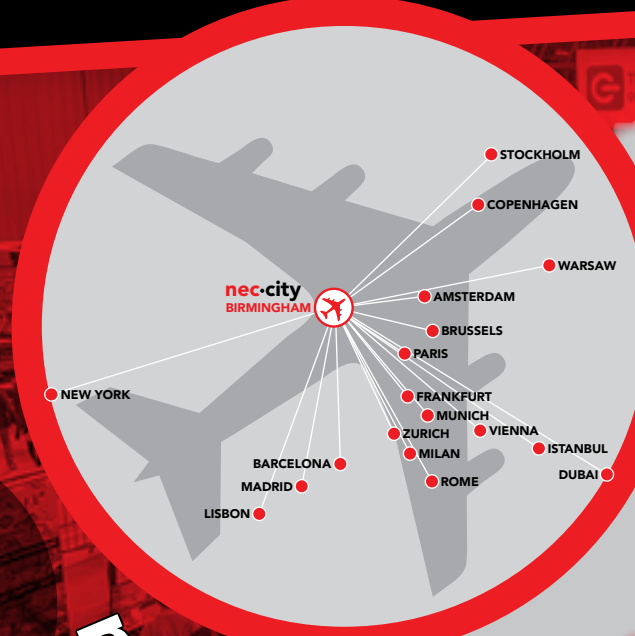 STOCKHOLM
COPENHAGEN
WARSAW
nec•city
BIRMINGHAM
AMSTERDAM
BRUSSELS
PARIS
NEW YORK
FRANKFURT
MUNICH
VIENNA
ZURICH
ISTANBUL
MILAN
BARCELONA
DUBAI
ROME
MADRID
LISBON